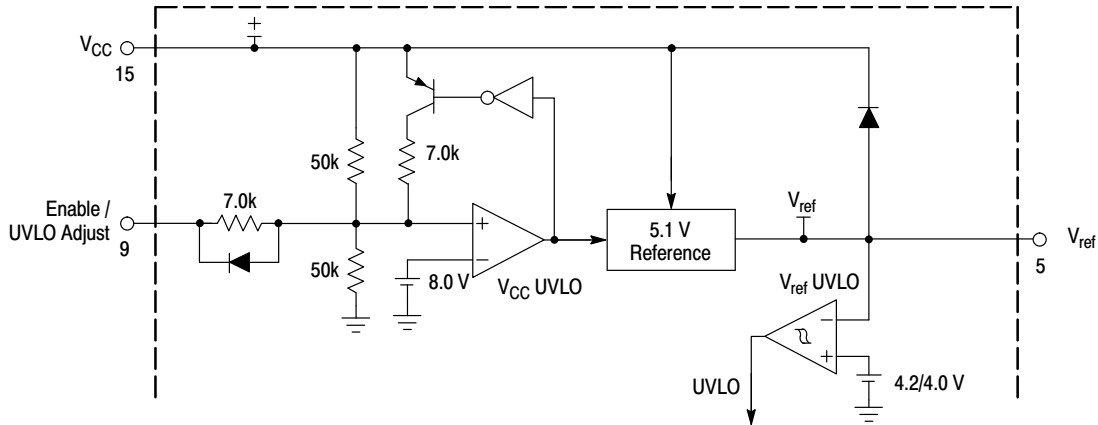 +
V_CC
15
50k
7.0k
Enable /
UVLO Adjust
9
7.0k
50k
+
−
8.0 V
V_CC UVLO
5.1 V
Reference
V_ref
V_ref
5
V_ref UVLO
−
+
4.2/4.0 V
UVLO